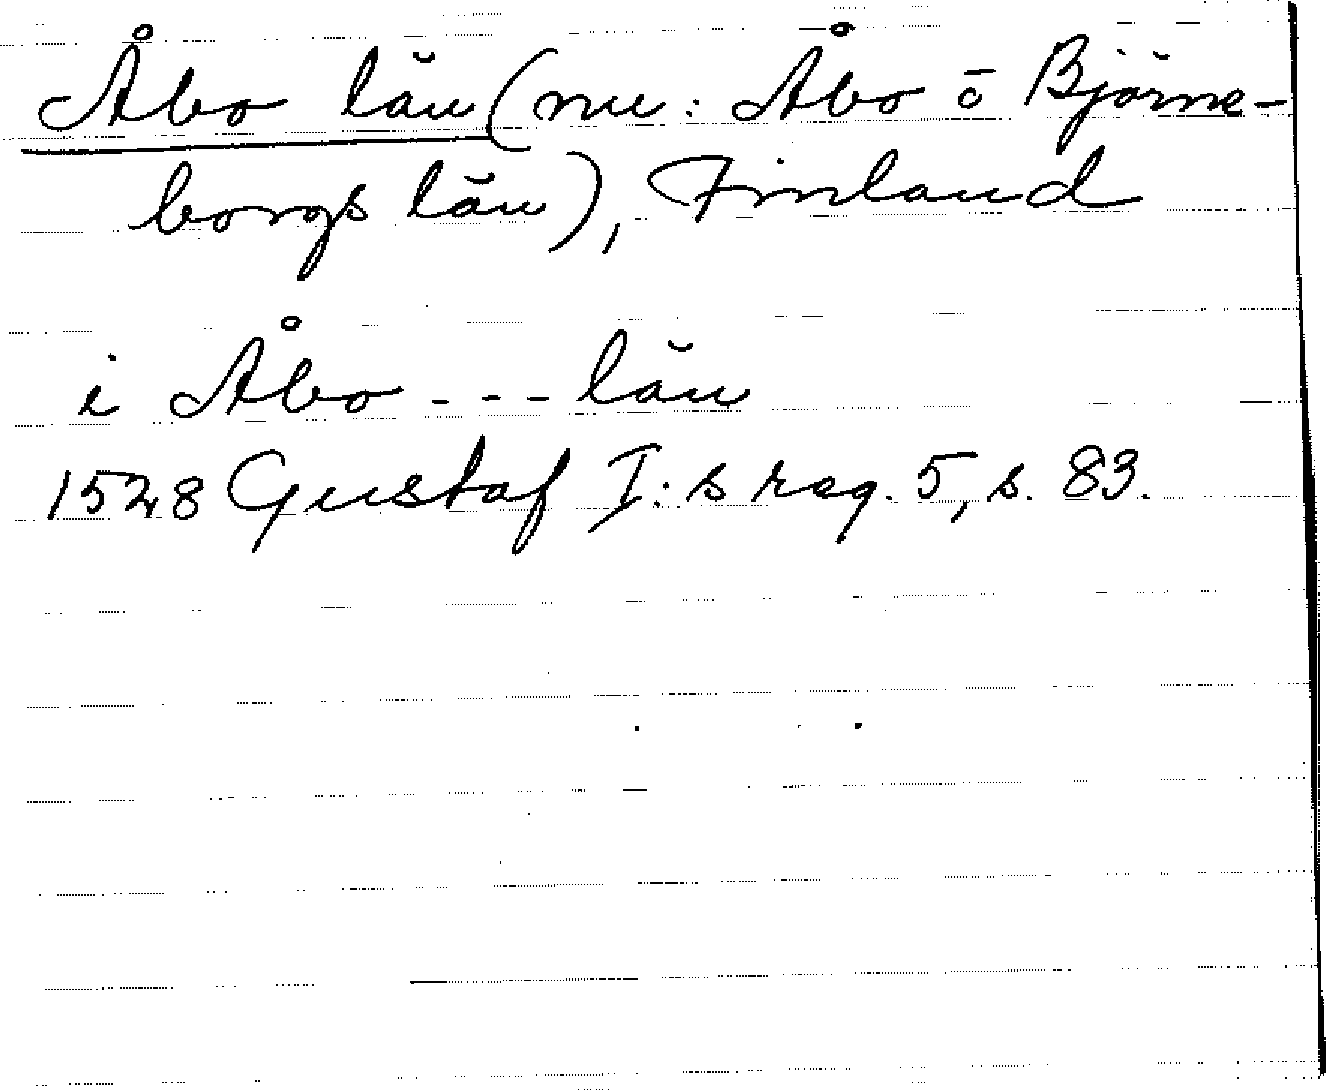 Åbo län (nu: Åbo o Björne-
borgs län), Finland
i Åbo --- län
1528 Gustaf I:s reg. 5, s. 83.